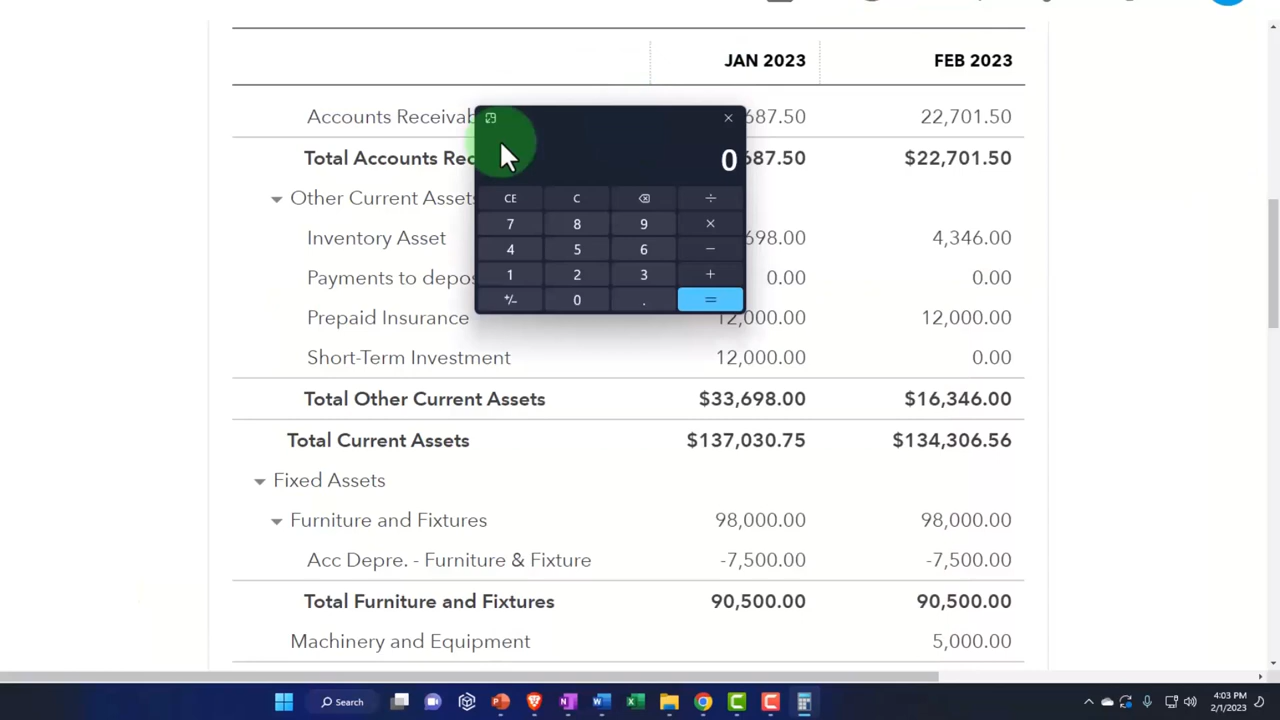 JAN 2023 FEB 2023
Accounts Receivab 687.50 22,701.50
Total Accounts Rec 687.50 $22,701.50
Other Current Assets
Inventory Asset 698.00 4,346.00
Payments to depos 0.00 0.00
Prepaid Insurance 12,000.00 12,000.00
Short-Term Investment 12,000.00 0.00
Total Other Current Assets $33,698.00 $16,346.00
Total Current Assets $137,030.75 $134,306.56
Fixed Assets
Furniture and Fixtures 98,000.00 98,000.00
Acc Depre. - Furniture & Fixture -7,500.00 -7,500.00
Total Furniture and Fixtures 90,500.00 90,500.00
Machinery and Equipment 5,000.00
0
CE C ÷
7 8 9 ×
4 5 6 −
1 2 3 +
+/− 0 . =
Search
4:03 PM
2/1/2023